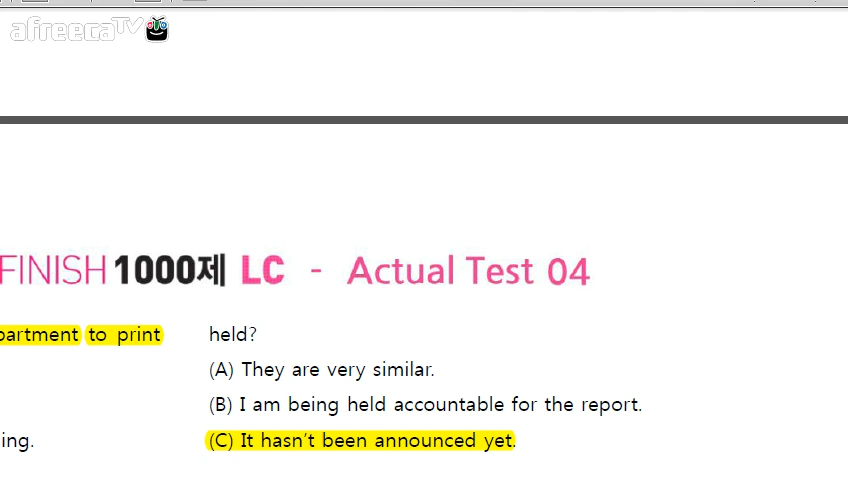 afreecaTV
FINISH 1000제 LC - Actual Test 04
partment to print
ing.
held?
(A) They are very similar.
(B) I am being held accountable for the report.
(C) It hasn't been announced yet.